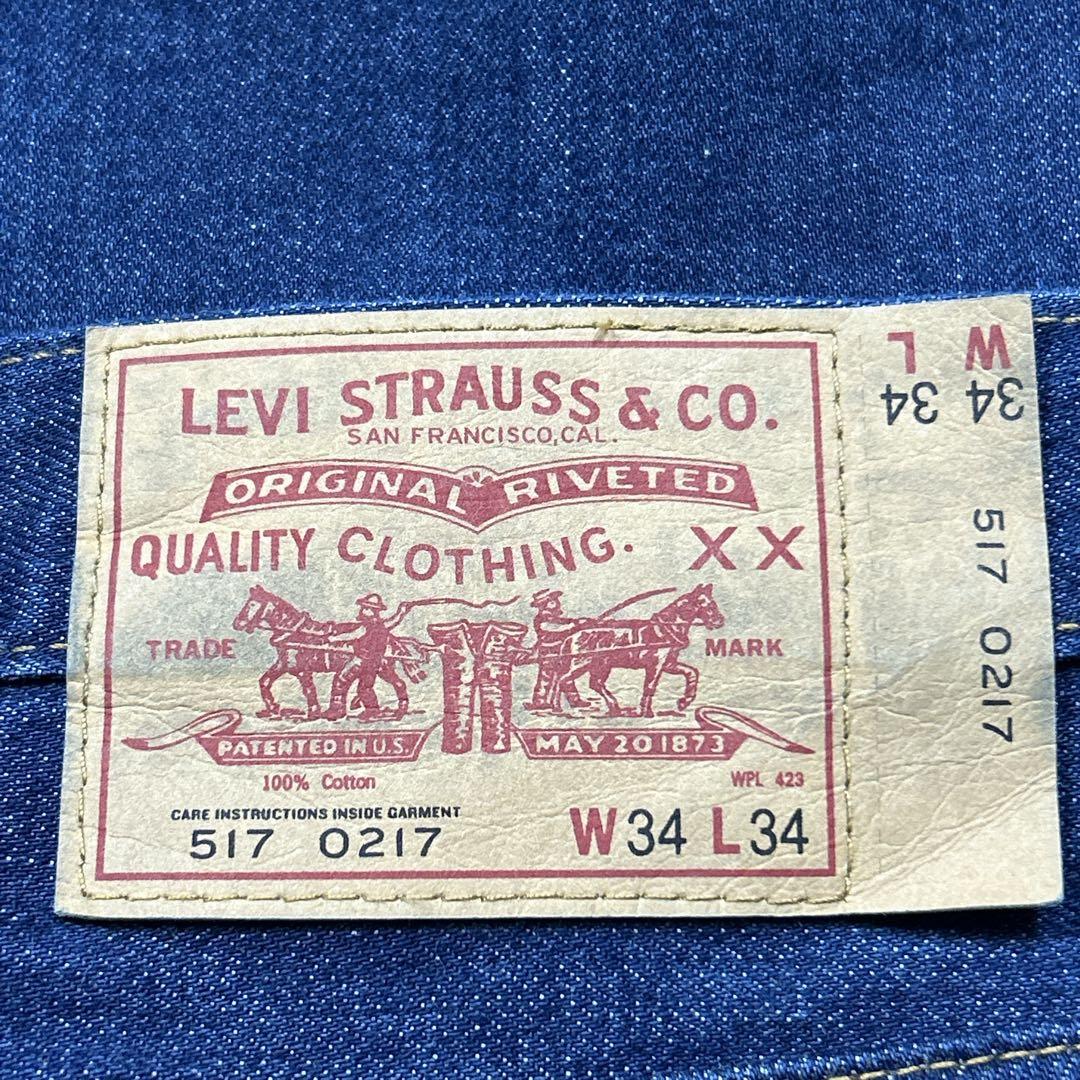 LEVI STRAUSS & CO.
SAN FRANCISCO, CAL.
ORIGINAL RIVETED
QUALITY CLOTHING. XX
TRADE MARK
PATENTED IN U.S. MAY 20 1873
100% Cotton WPL 423
CARE INSTRUCTIONS INSIDE GARMENT
517 0217 W34 L34
W 34
L 34
517 0217